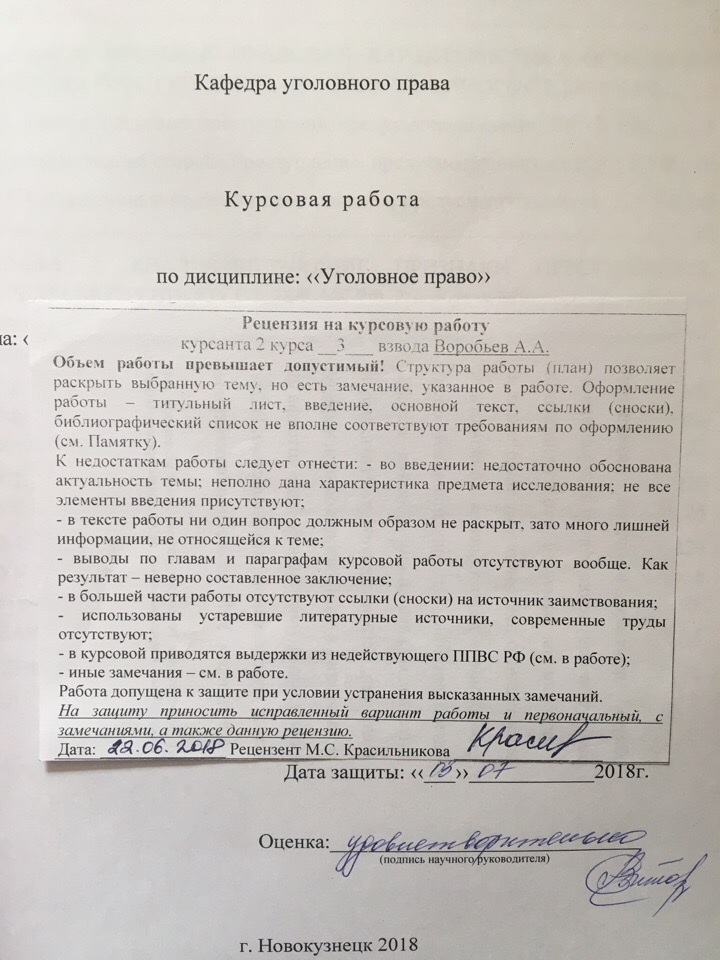 Кафедра уголовного права
Курсовая работа
по дисциплине: ‹‹Уголовное право››
на: ‹
Рецензия на курсовую работу
курсанта 2 курса __3___ взвода Воробьев А.А.
Объем работы превышает допустимый! Структура работы (план) позволяет
раскрыть выбранную тему, но есть замечание, указанное в работе. Оформление
работы – титульный лист, введение, основной текст, ссылки (сноски),
библиографический список не вполне соответствуют требованиям по оформлению
(см. Памятку).
К недостаткам работы следует отнести: - во введении: недостаточно обоснована
актуальность темы; неполно дана характеристика предмета исследования; не все
элементы введения присутствуют;
- в тексте работы ни один вопрос должным образом не раскрыт, зато много лишней
информации, не относящейся к теме;
- выводы по главам и параграфам курсовой работы отсутствуют вообще. Как
результат – неверно составленное заключение;
- в большей части работы отсутствуют ссылки (сноски) на источник заимствования;
- использованы устаревшие литературные источники, современные труды
отсутствуют;
- в курсовой приводятся выдержки из недействующего ППВС РФ (см. в работе);
- иные замечания – см. в работе.
Работа допущена к защите при условии устранения высказанных замечаний.
На защиту приносить исправленный вариант работы и первоначальный, с
замечаниями, а также данную рецензию.
Дата: 22.06.2018 Рецензент М.С. Красильникова
Дата защиты: ‹‹13›› 07 2018г.
Оценка: удовлетворительно
(подпись научного руководителя)
г. Новокузнецк 2018